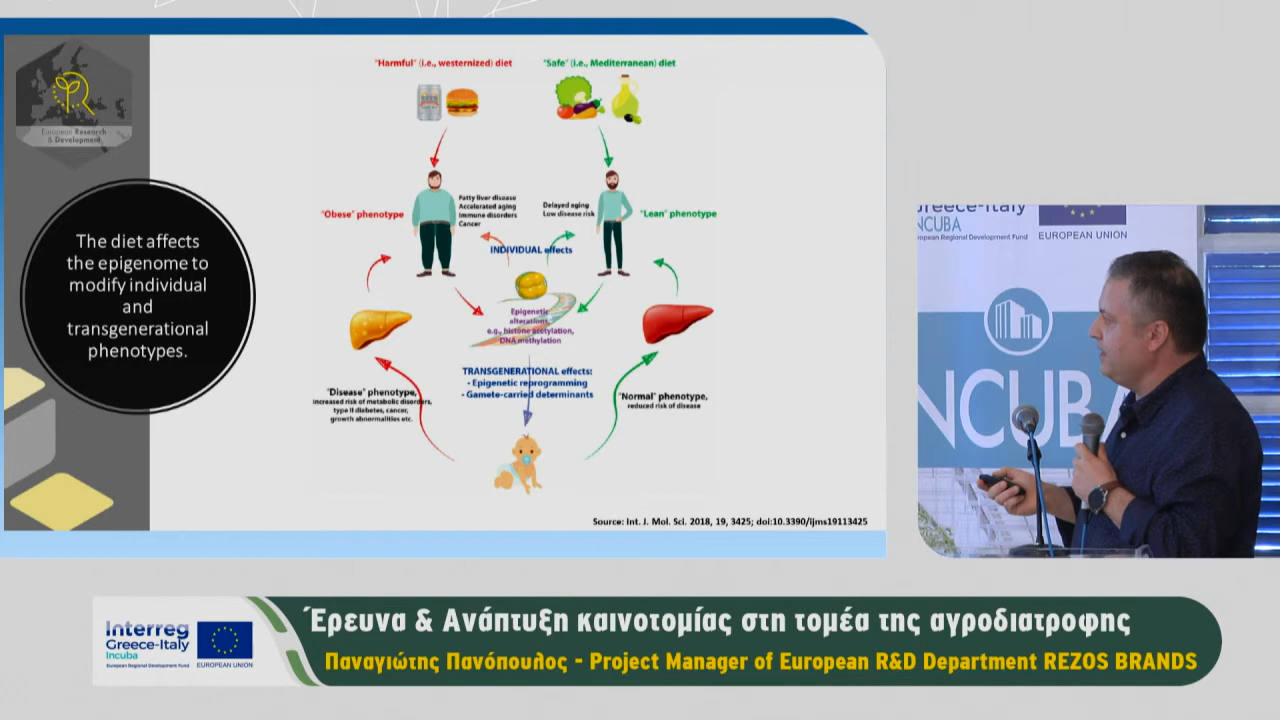 European Research
& Development
The diet affects
the epigenome to
modify individual
and
transgenerational
phenotypes.
"Harmful" (i.e., westernized) diet
"Safe" (i.e., Mediterranean) diet
"Obese" phenotype
Fatty liver disease
Accelerated aging
Immune disorders
Cancer
Delayed aging
Low disease risk
"Lean" phenotype
INDIVIDUAL effects
Epigenetic
alterations,
e.g., histone acetylation,
DNA methylation
TRANSGENERATIONAL effects:
- Epigenetic reprogramming
- Gamete-carried determinants
"Disease" phenotype,
increased risk of metabolic disorders,
type II diabetes, cancer,
growth abnormalities etc.
"Normal" phenotype,
reduced risk of disease
Source: Int. J. Mol. Sci. 2018, 19, 3425; doi:10.3390/ijms19113425
Greece-Italy
INCUBA
European Regional Development Fund
EUROPEAN UNION
INCUBA
Interreg
Greece-Italy
Incuba
European Regional Development Fund
EUROPEAN UNION
Έρευνα & Ανάπτυξη καινοτομίας στη τομέα της αγροδιατροφης
Παναγιώτης Πανόπουλος - Project Manager of European R&D Department REZOS BRANDS